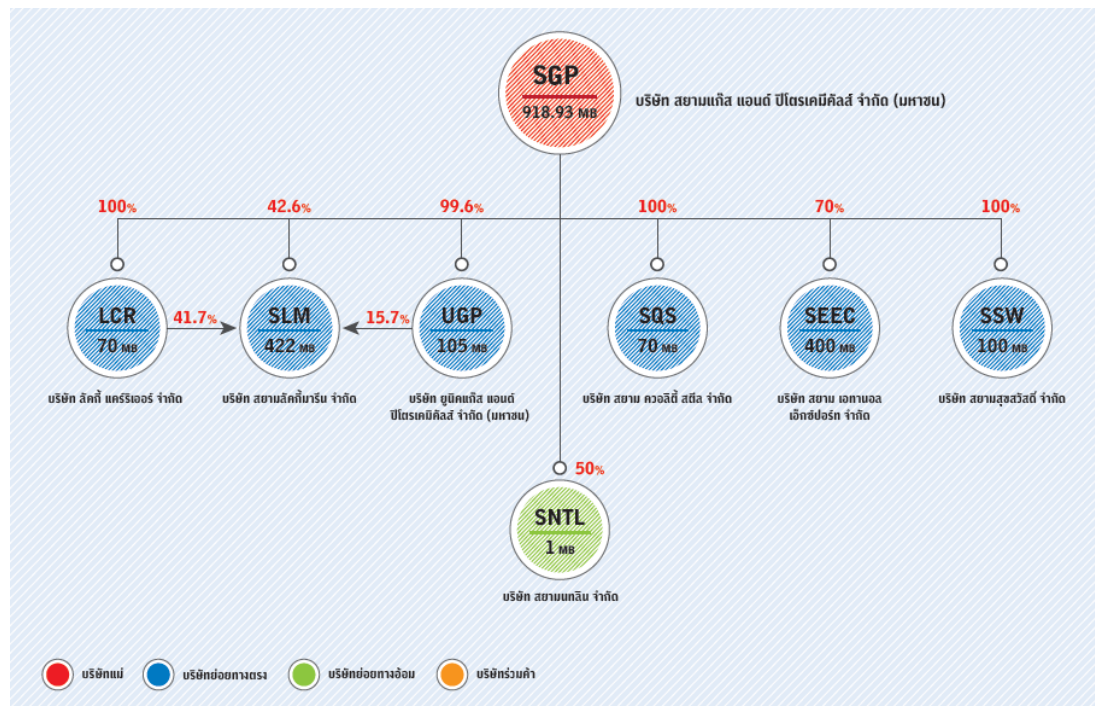 SGP
918.93 MB
บริษัท สยามแก๊ส แอนด์ ปิโตรเคมีคัลส์ จำกัด (มหาชน)
100%
42.6%
99.6%
100%
70%
100%
LCR
70 MB
41.7%
SLM
422 MB
15.7%
UGP
105 MB
SQS
70 MB
SEEC
400 MB
SSW
100 MB
บริษัท ลัคกี้ แคร์ริเออร์ จำกัด
บริษัท สยามลัคกี้มารีน จำกัด
บริษัท ยูนิคแก๊ส แอนด์
ปิโตรเคมิคัลส์ จำกัด (มหาชน)
บริษัท สยาม ควอลิตี้ สตีล จำกัด
บริษัท สยาม เอทานอล
เอ็กซ์ปอร์ท จำกัด
บริษัท สยามสุขสวัสดิ์ จำกัด
50%
SNTL
1 MB
บริษัท สยามนทลิน จำกัด
บริษัทแม่
บริษัทย่อยทางตรง
บริษัทย่อยทางอ้อม
บริษัทร่วมค้า